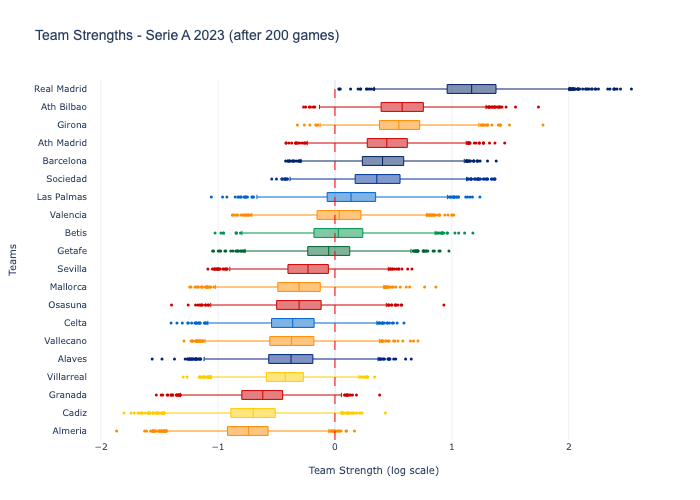 Team Strengths - Serie A 2023 (after 200 games)
Real Madrid
Ath Bilbao
Girona
Ath Madrid
Barcelona
Sociedad
Las Palmas
Valencia
Betis
Getafe
Sevilla
Mallorca
Osasuna
Celta
Vallecano
Alaves
Villarreal
Granada
Cadiz
Almeria
Teams
−2 −1 0 1 2
Team Strength (log scale)